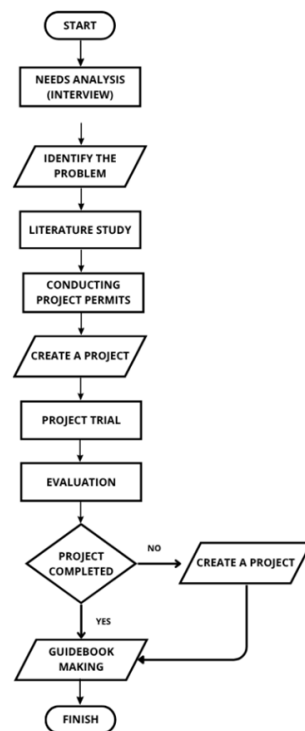 START
NEEDS ANALYSIS
(INTERVIEW)
IDENTIFY THE
PROBLEM
LITERATURE STUDY
CONDUCTING
PROJECT PERMITS
CREATE A PROJECT
PROJECT TRIAL
EVALUATION
PROJECT
COMPLETED
NO
CREATE A PROJECT
YES
GUIDEBOOK
MAKING
FINISH